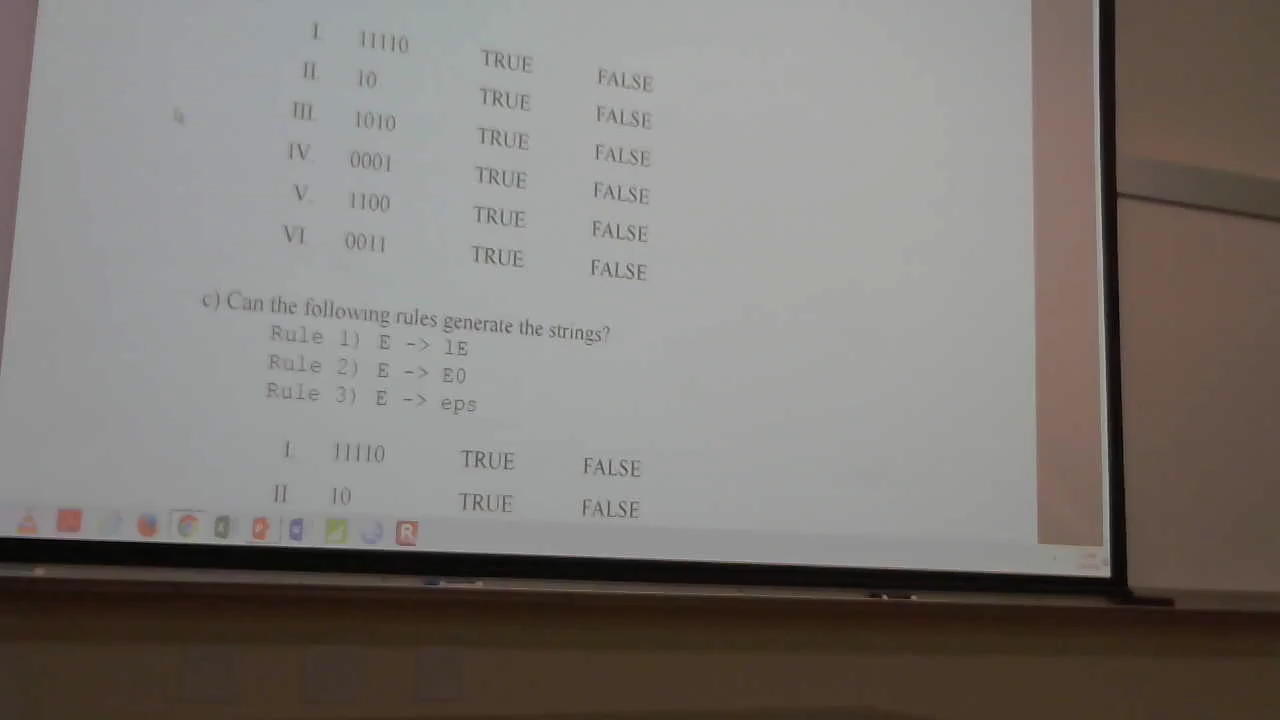 I. 11110 TRUE FALSE
II. 10 TRUE FALSE
III. 1010 TRUE FALSE
IV. 0001 TRUE FALSE
V. 1100 TRUE FALSE
VI. 0011 TRUE FALSE
c) Can the following rules generate the strings?
Rule 1) E -> 1E
Rule 2) E -> E0
Rule 3) E -> eps
I. 11110 TRUE FALSE
II 10 TRUE FALSE
R